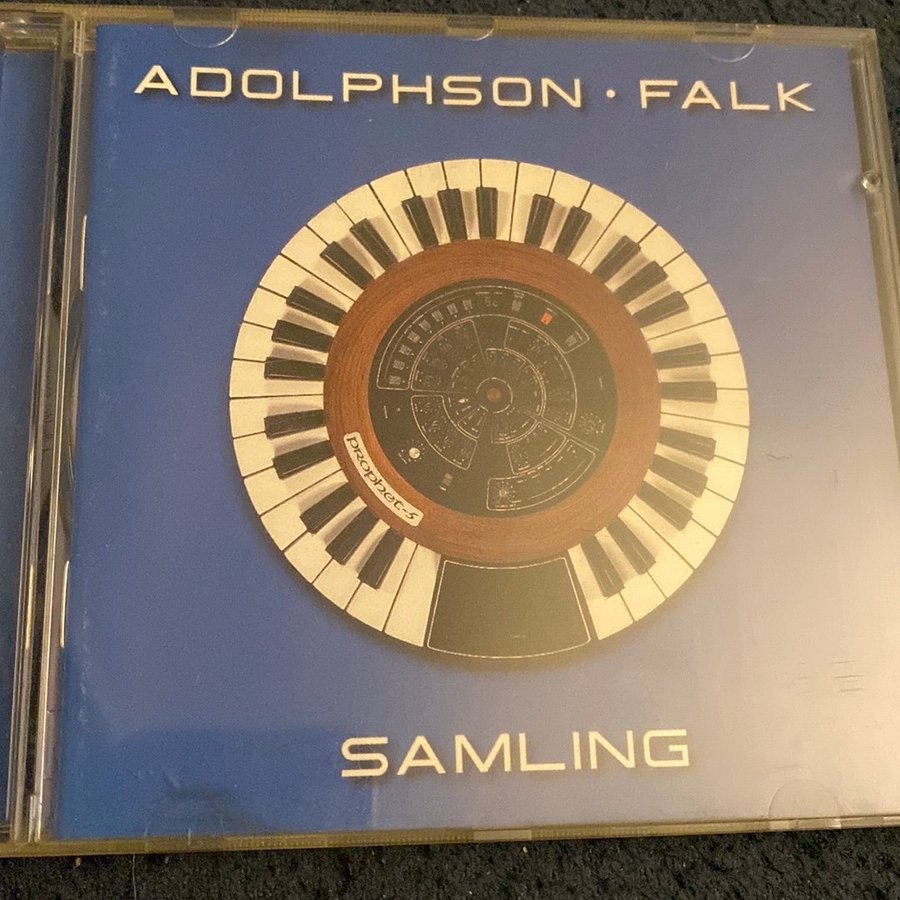 ADOLPHSON · FALK
prophet-5
SAMLING